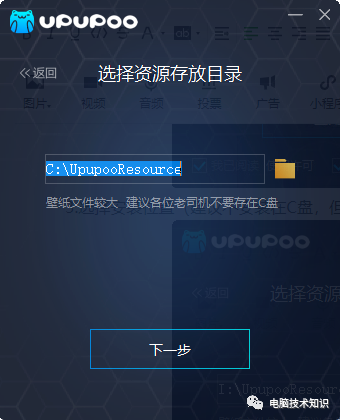 UPUPOO
返回
选择资源存放目录
图片
视频
音频
投票
广告
小程序
C:\UpupooResource
壁纸文件较大 建议各位老司机不要存在C盘
UPUPOO
返回
选择资源
下一步
I:\UpupooResour
电脑技术知识